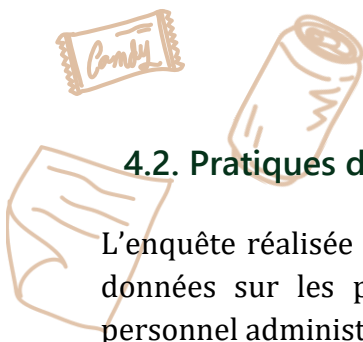 Candy
4.2. Pratiques d
L’enquête réalisée
données sur les p
personnel administ